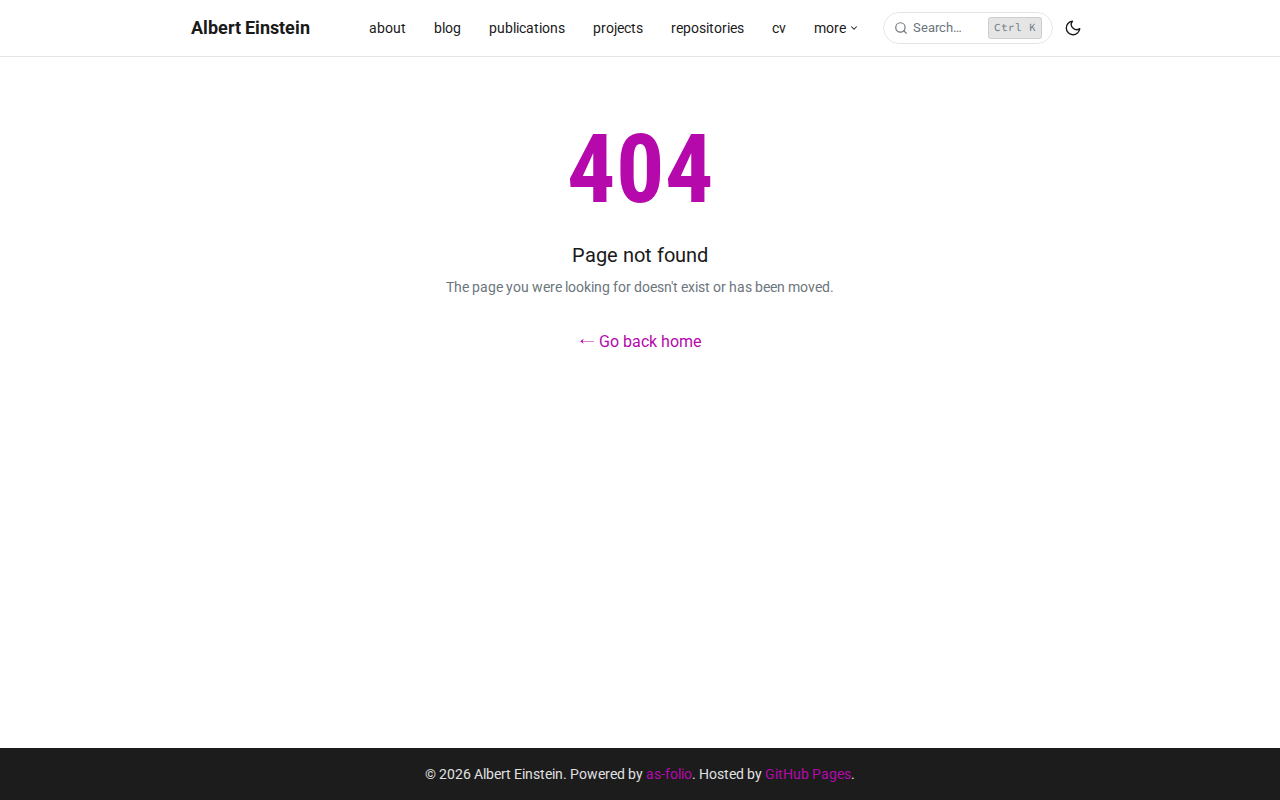 Albert Einstein about blog publications projects repositories cv more Search... Ctrl K
404
Page not found
The page you were looking for doesn't exist or has been moved.
← Go back home
© 2026 Albert Einstein. Powered by as-folio. Hosted by GitHub Pages.